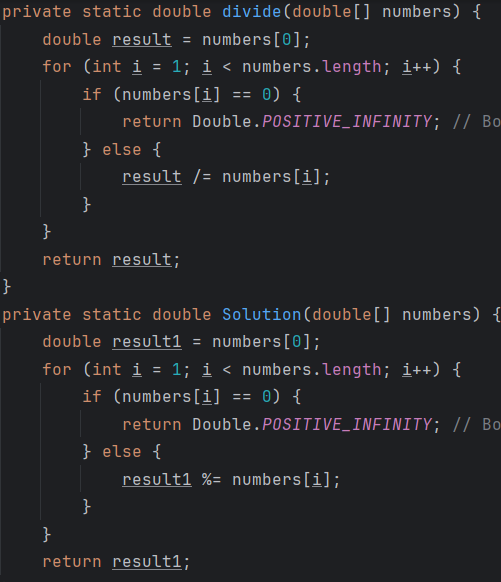 private static double divide(double[] numbers) {
double result = numbers[0];
for (int i = 1; i < numbers.length; i++) {
if (numbers[i] == 0) {
return Double.POSITIVE_INFINITY; // Bo
} else {
result /= numbers[i];
}
}
return result;
}
private static double Solution(double[] numbers) {
double result1 = numbers[0];
for (int i = 1; i < numbers.length; i++) {
if (numbers[i] == 0) {
return Double.POSITIVE_INFINITY; // Bo
} else {
result1 %= numbers[i];
}
}
return result1;